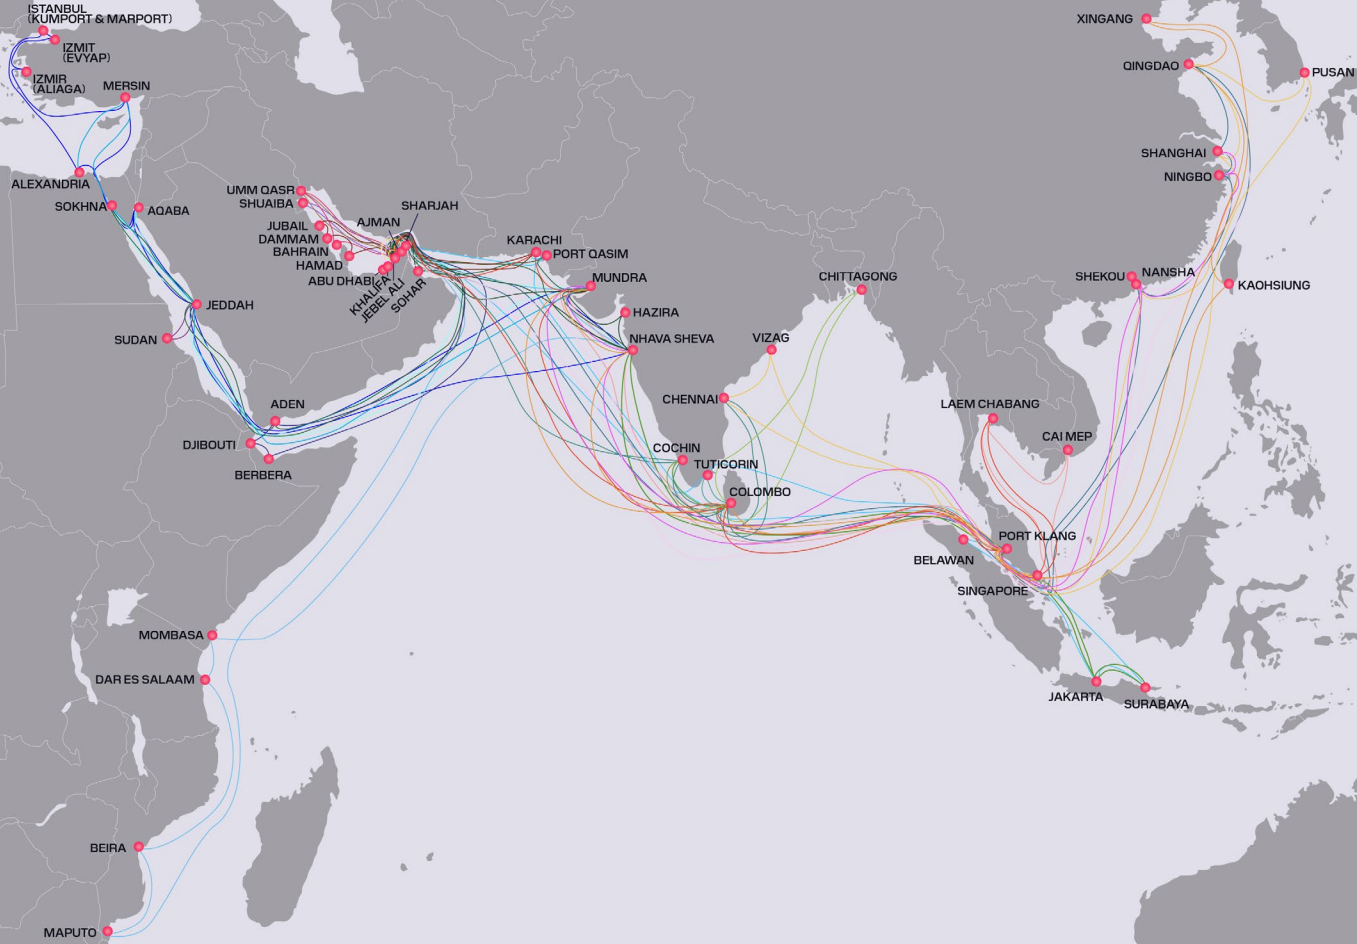 ISTANBUL
(KUMPORT & MARPORT)
IZMIT
(EVYAP)
IZMIR
(ALIAGA)
MERSIN
ALEXANDRIA
SOKHNA
AQABA
UMM QASR
SHUAIBA
JUBAIL
DAMMAM
BAHRAIN
HAMAD
ABU DHABI
KHALIFA
JEBEL ALI
SOHAR
AJMAN
SHARJAH
KARACHI
PORT QASIM
MUNDRA
HAZIRA
NHAVA SHEVA
JEDDAH
SUDAN
ADEN
DJIBOUTI
BERBERA
VIZAG
CHENNAI
COCHIN
TUTICORIN
COLOMBO
CHITTAGONG
XINGANG
QINGDAO
PUSAN
SHANGHAI
NINGBO
SHEKOU
NANSHA
KAOHSIUNG
LAEM CHABANG
CAI MEP
PORT KLANG
BELAWAN
SINGAPORE
JAKARTA
SURABAYA
MOMBASA
DAR ES SALAAM
BEIRA
MAPUTO